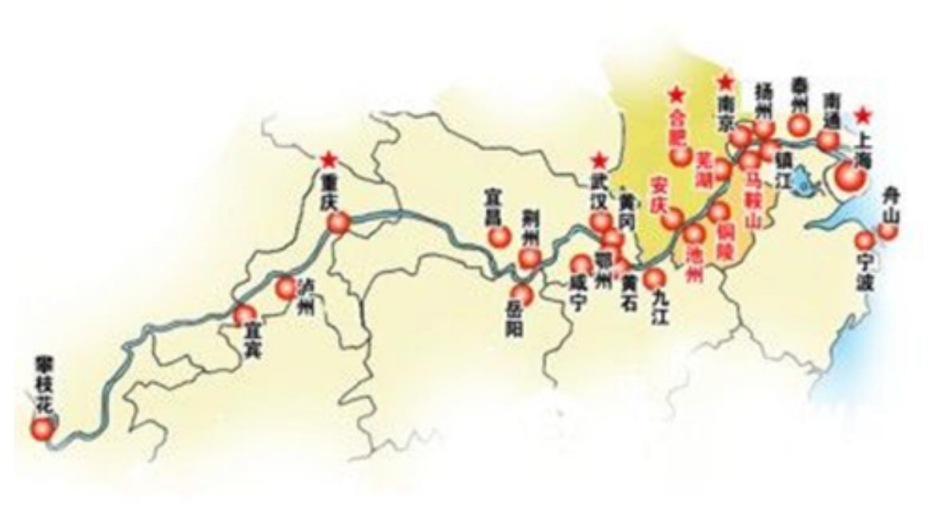 攀枝花
宜宾
泸州
重庆
宜昌
荆州
岳阳
咸宁
武汉
黄冈
鄂州
黄石
九江
安庆
合肥
池州
铜陵
芜湖
马鞍山
南京
扬州
镇江
泰州
南通
上海
舟山
宁波